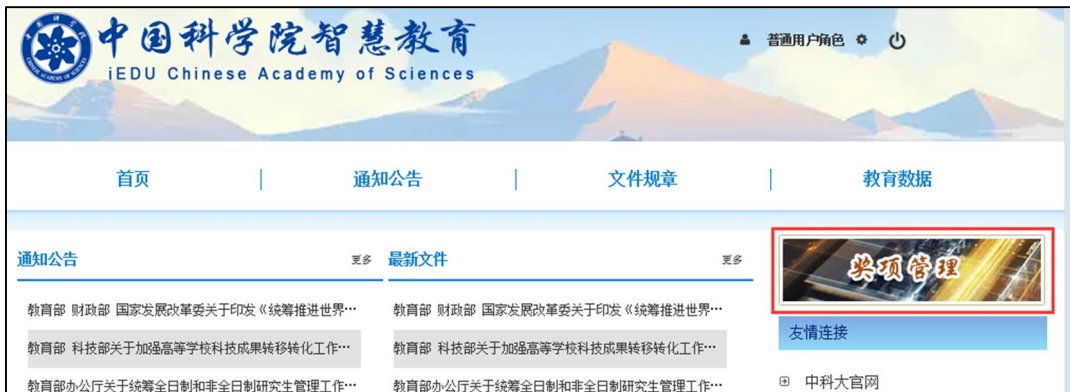 中国科学院智慧教育
iEDU Chinese Academy of Sciences
普通用户角色
首页
通知公告
文件规章
教育数据
通知公告 更多
教育部 财政部 国家发展改革委关于印发《统筹推进世界…
教育部 科技部关于加强高等学校科技成果转移转化工作…
教育部办公厅关于统筹全日制和非全日制研究生管理工作…
最新文件 更多
教育部 财政部 国家发展改革委关于印发《统筹推进世界…
教育部 科技部关于加强高等学校科技成果转移转化工作…
教育部办公厅关于统筹全日制和非全日制研究生管理工作…
奖项管理
友情连接
中科大官网